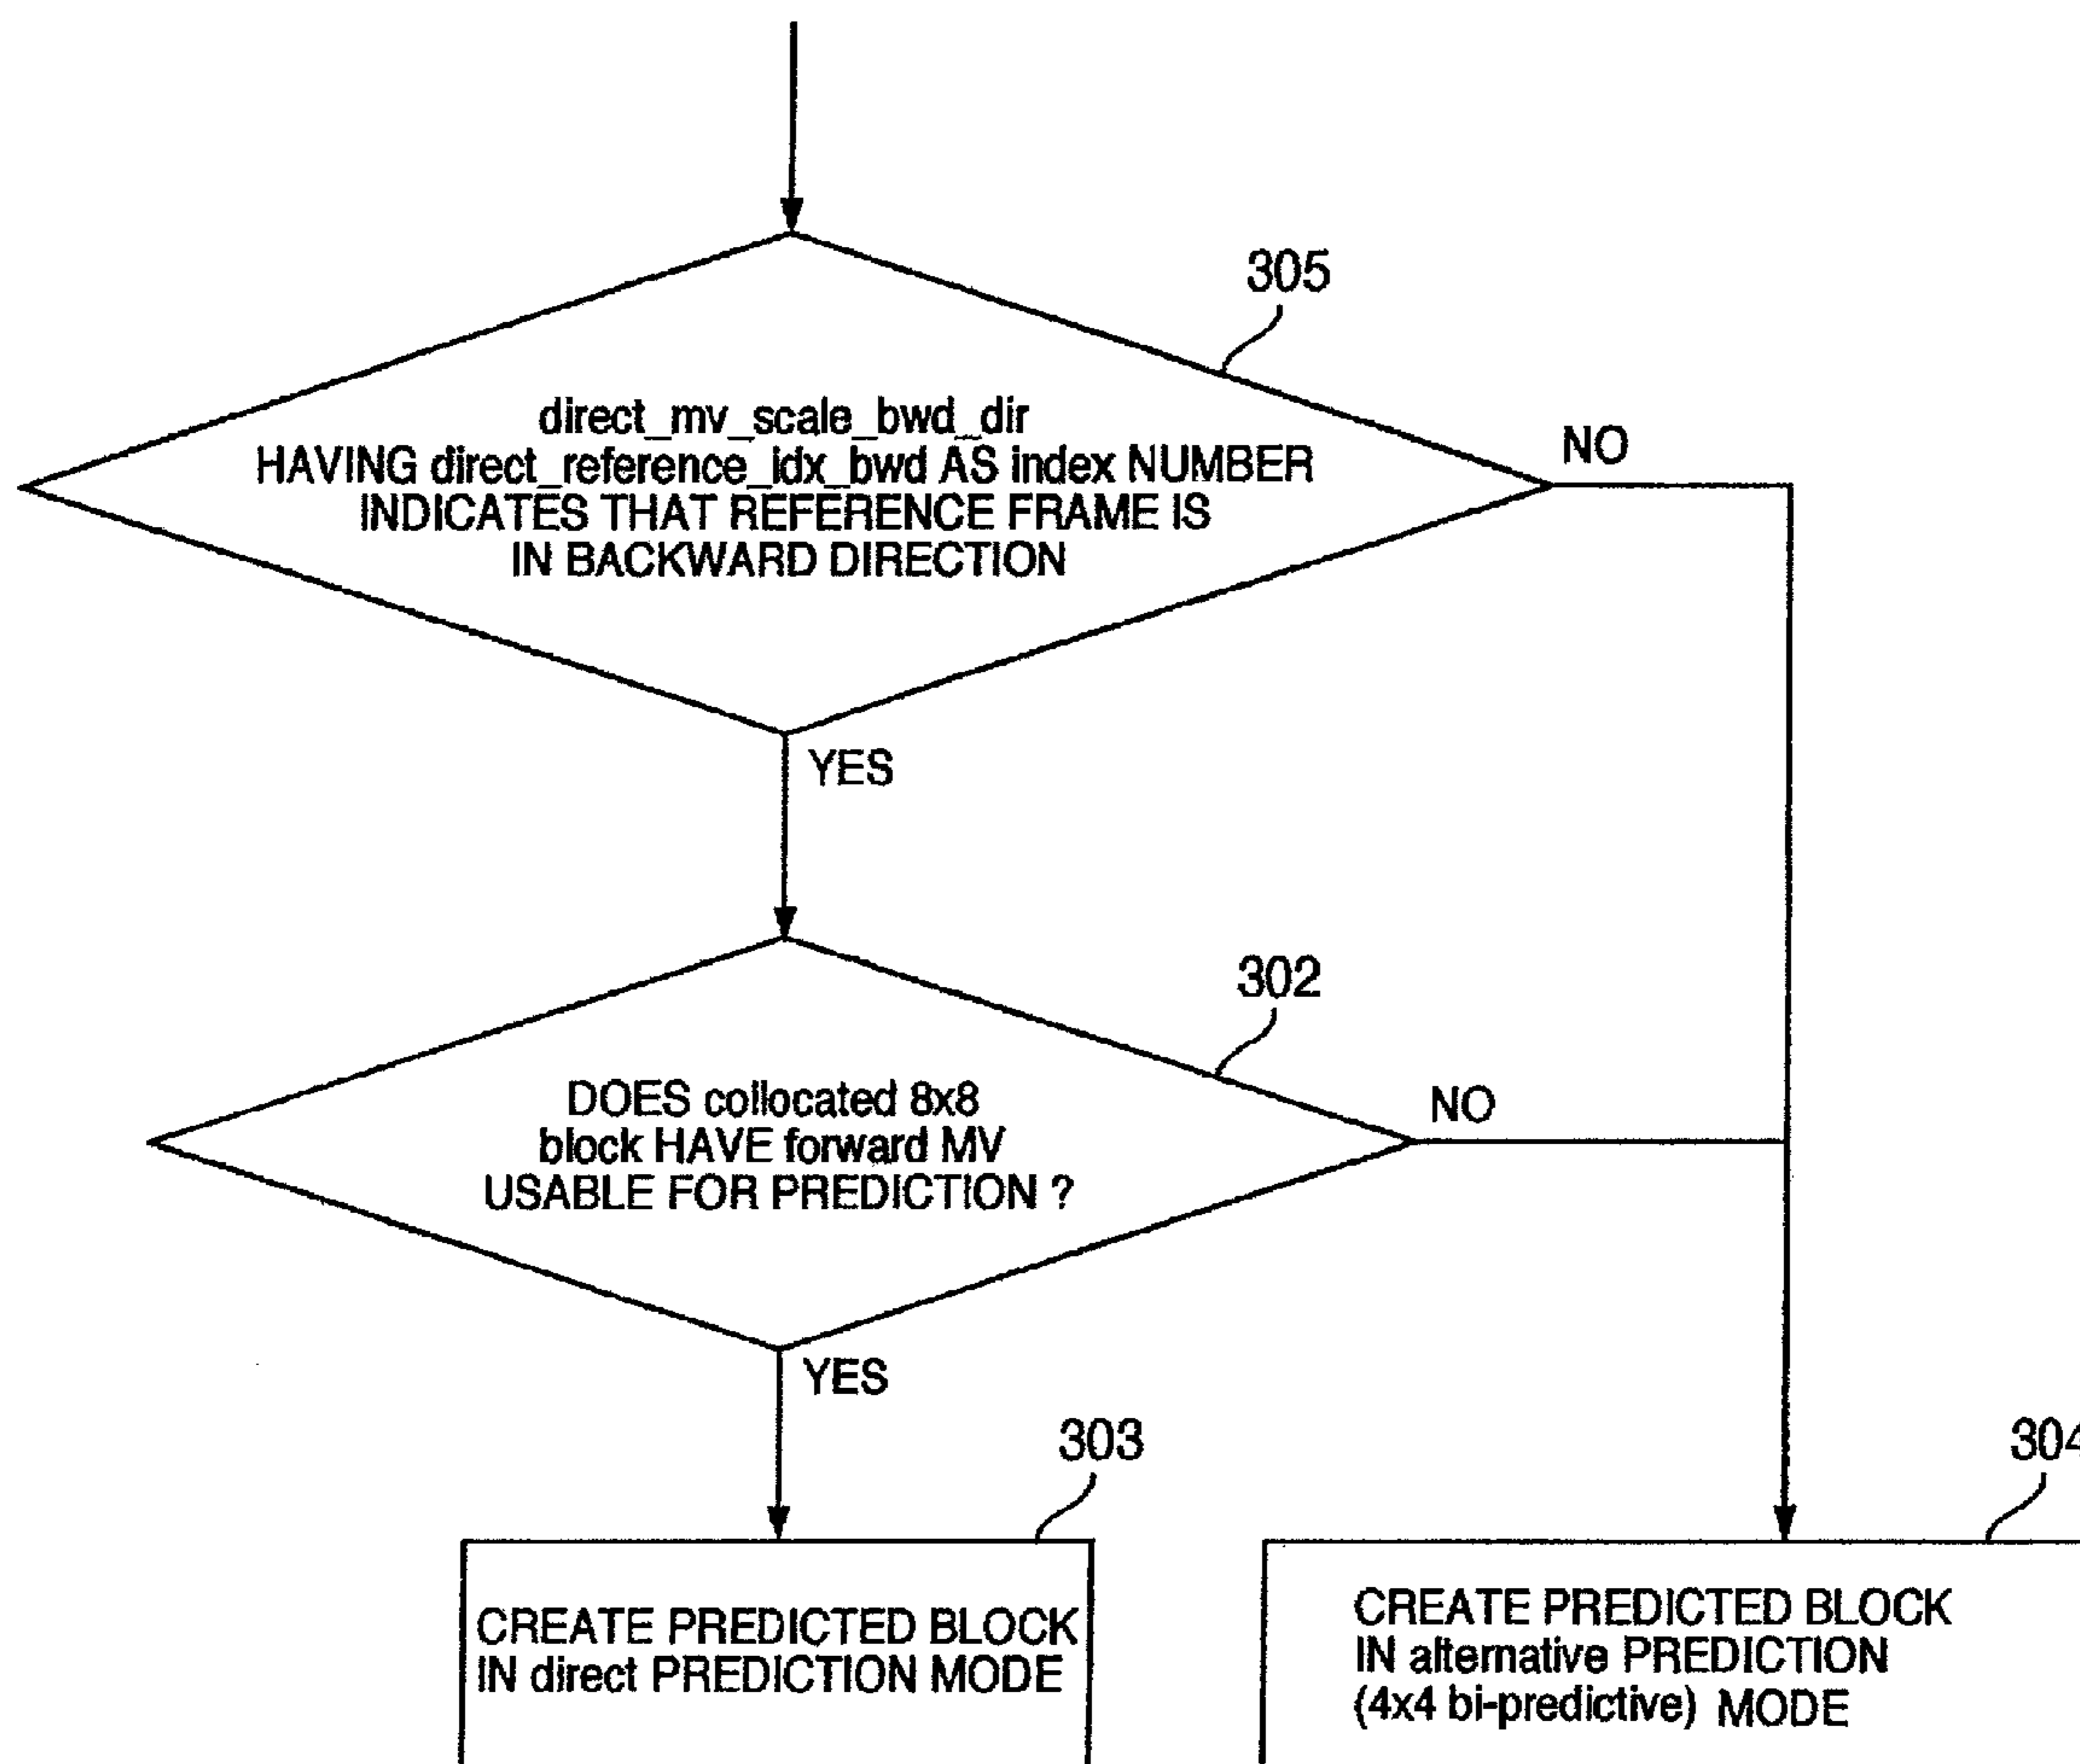 305
direct_mv_scale_bwd_dir
HAVING direct_reference_idx_bwd AS index NUMBER
INDICATES THAT REFERENCE FRAME IS
IN BACKWARD DIRECTION
NO
YES
302
DOES collocated 8x8
block HAVE forward MV
USABLE FOR PREDICTION ?
NO
YES
303
304
CREATE PREDICTED BLOCK
IN direct PREDICTION MODE
CREATE PREDICTED BLOCK
IN alternative PREDICTION
(4x4 bi-predictive) MODE